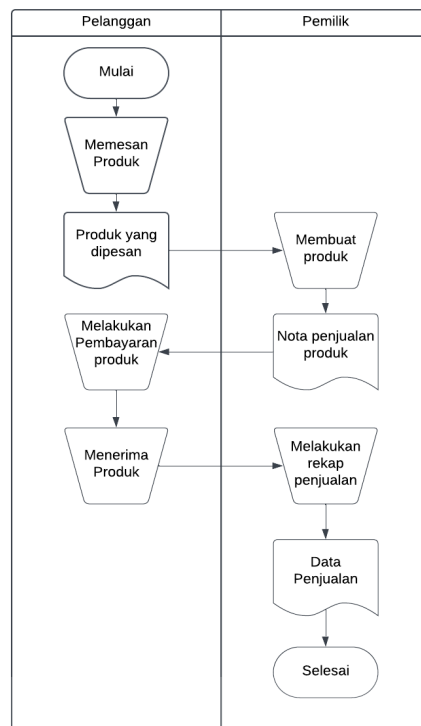 Pelanggan
Pemilik
Mulai
Memesan
Produk
Produk yang
dipesan
Membuat
produk
Nota penjualan
produk
Melakukan
Pembayaran
produk
Menerima
Produk
Melakukan
rekap
penjualan
Data
Penjualan
Selesai